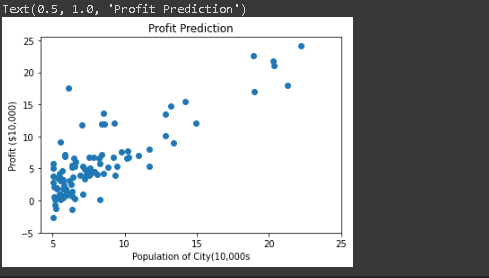 Text(0.5, 1.0, 'Profit Prediction')
Profit Prediction
25
20
15
10
5
0
−5
Profit ($10,000)
5 10 15 20 25
Population of City(10,000s